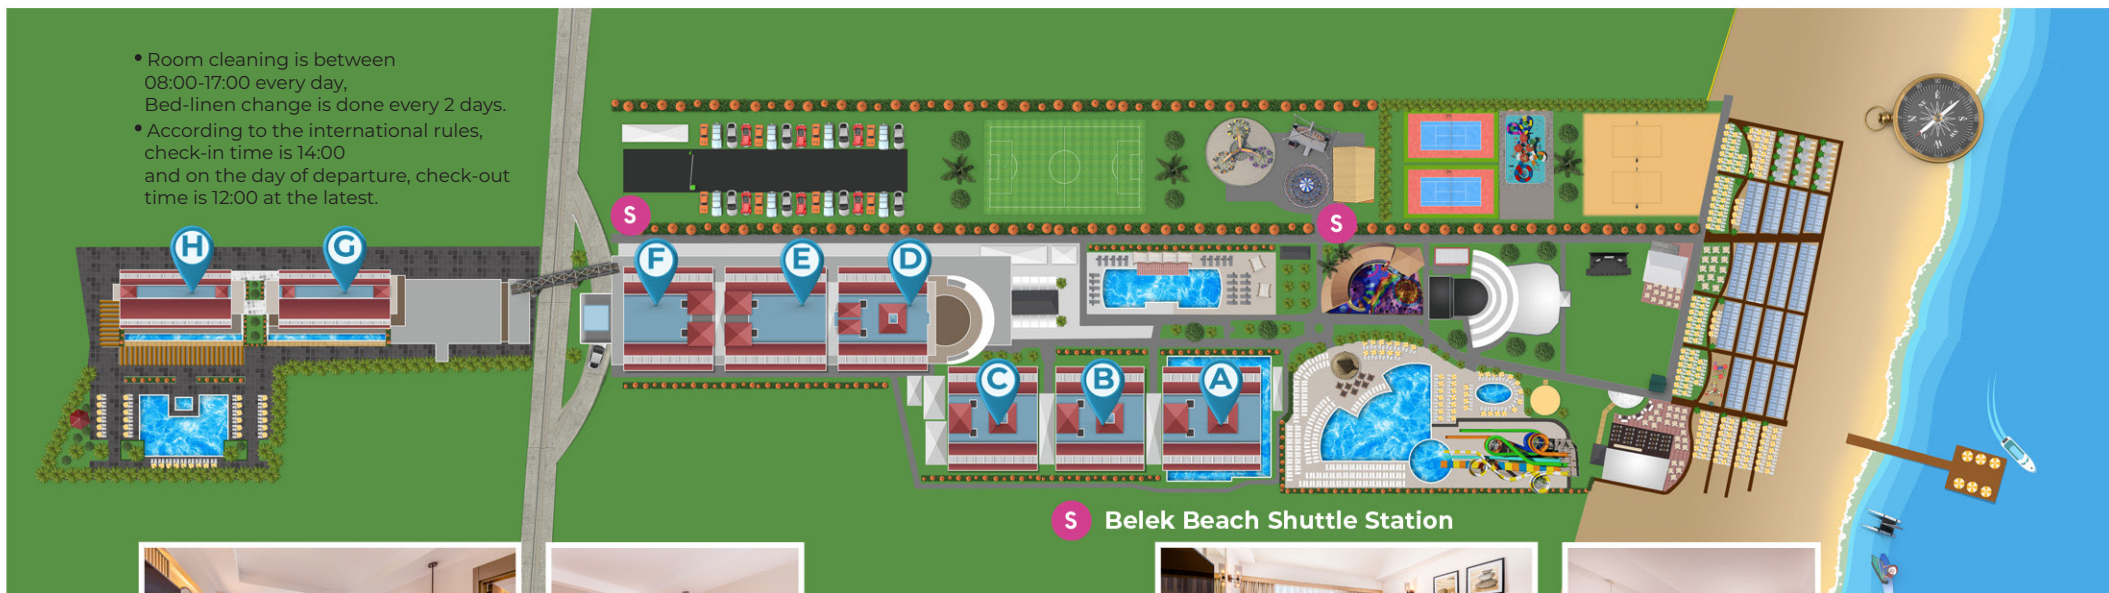 • Room cleaning is between
08:00-17:00 every day,
Bed-linen change is done every 2 days.
• According to the international rules,
check-in time is 14:00
and on the day of departure, check-out
time is 12:00 at the latest.
S
S
H
G
F
E
D
C
B
A
S Belek Beach Shuttle Station